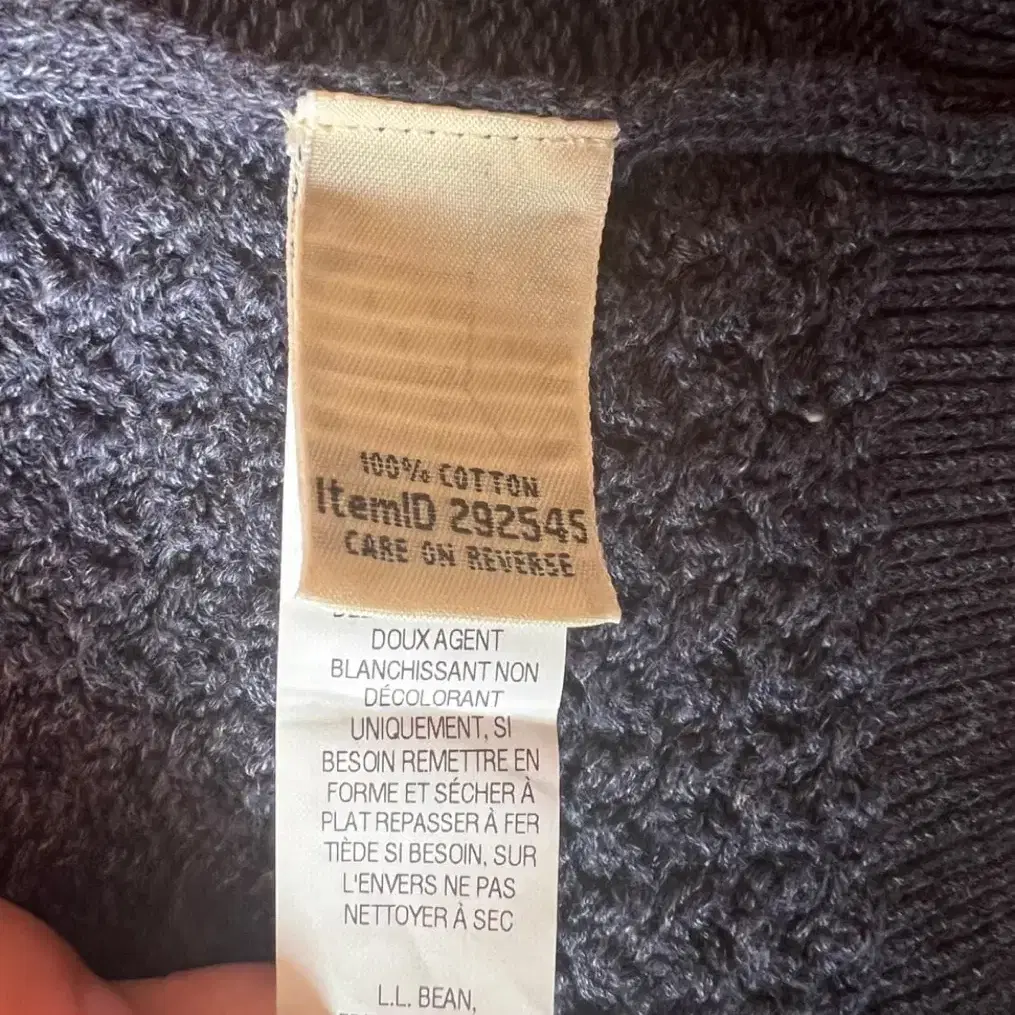 100% COTTON
ItemID 292545
CARE ON REVERSE
DOUX AGENT
BLANCHISSANT NON
DÉCOLORANT
UNIQUEMENT, SI
BESOIN REMETTRE EN
FORME ET SÉCHER À
PLAT REPASSER À FER
TIÈDE SI BESOIN, SUR
L'ENVERS NE PAS
NETTOYER À SEC
L.L. BEAN,